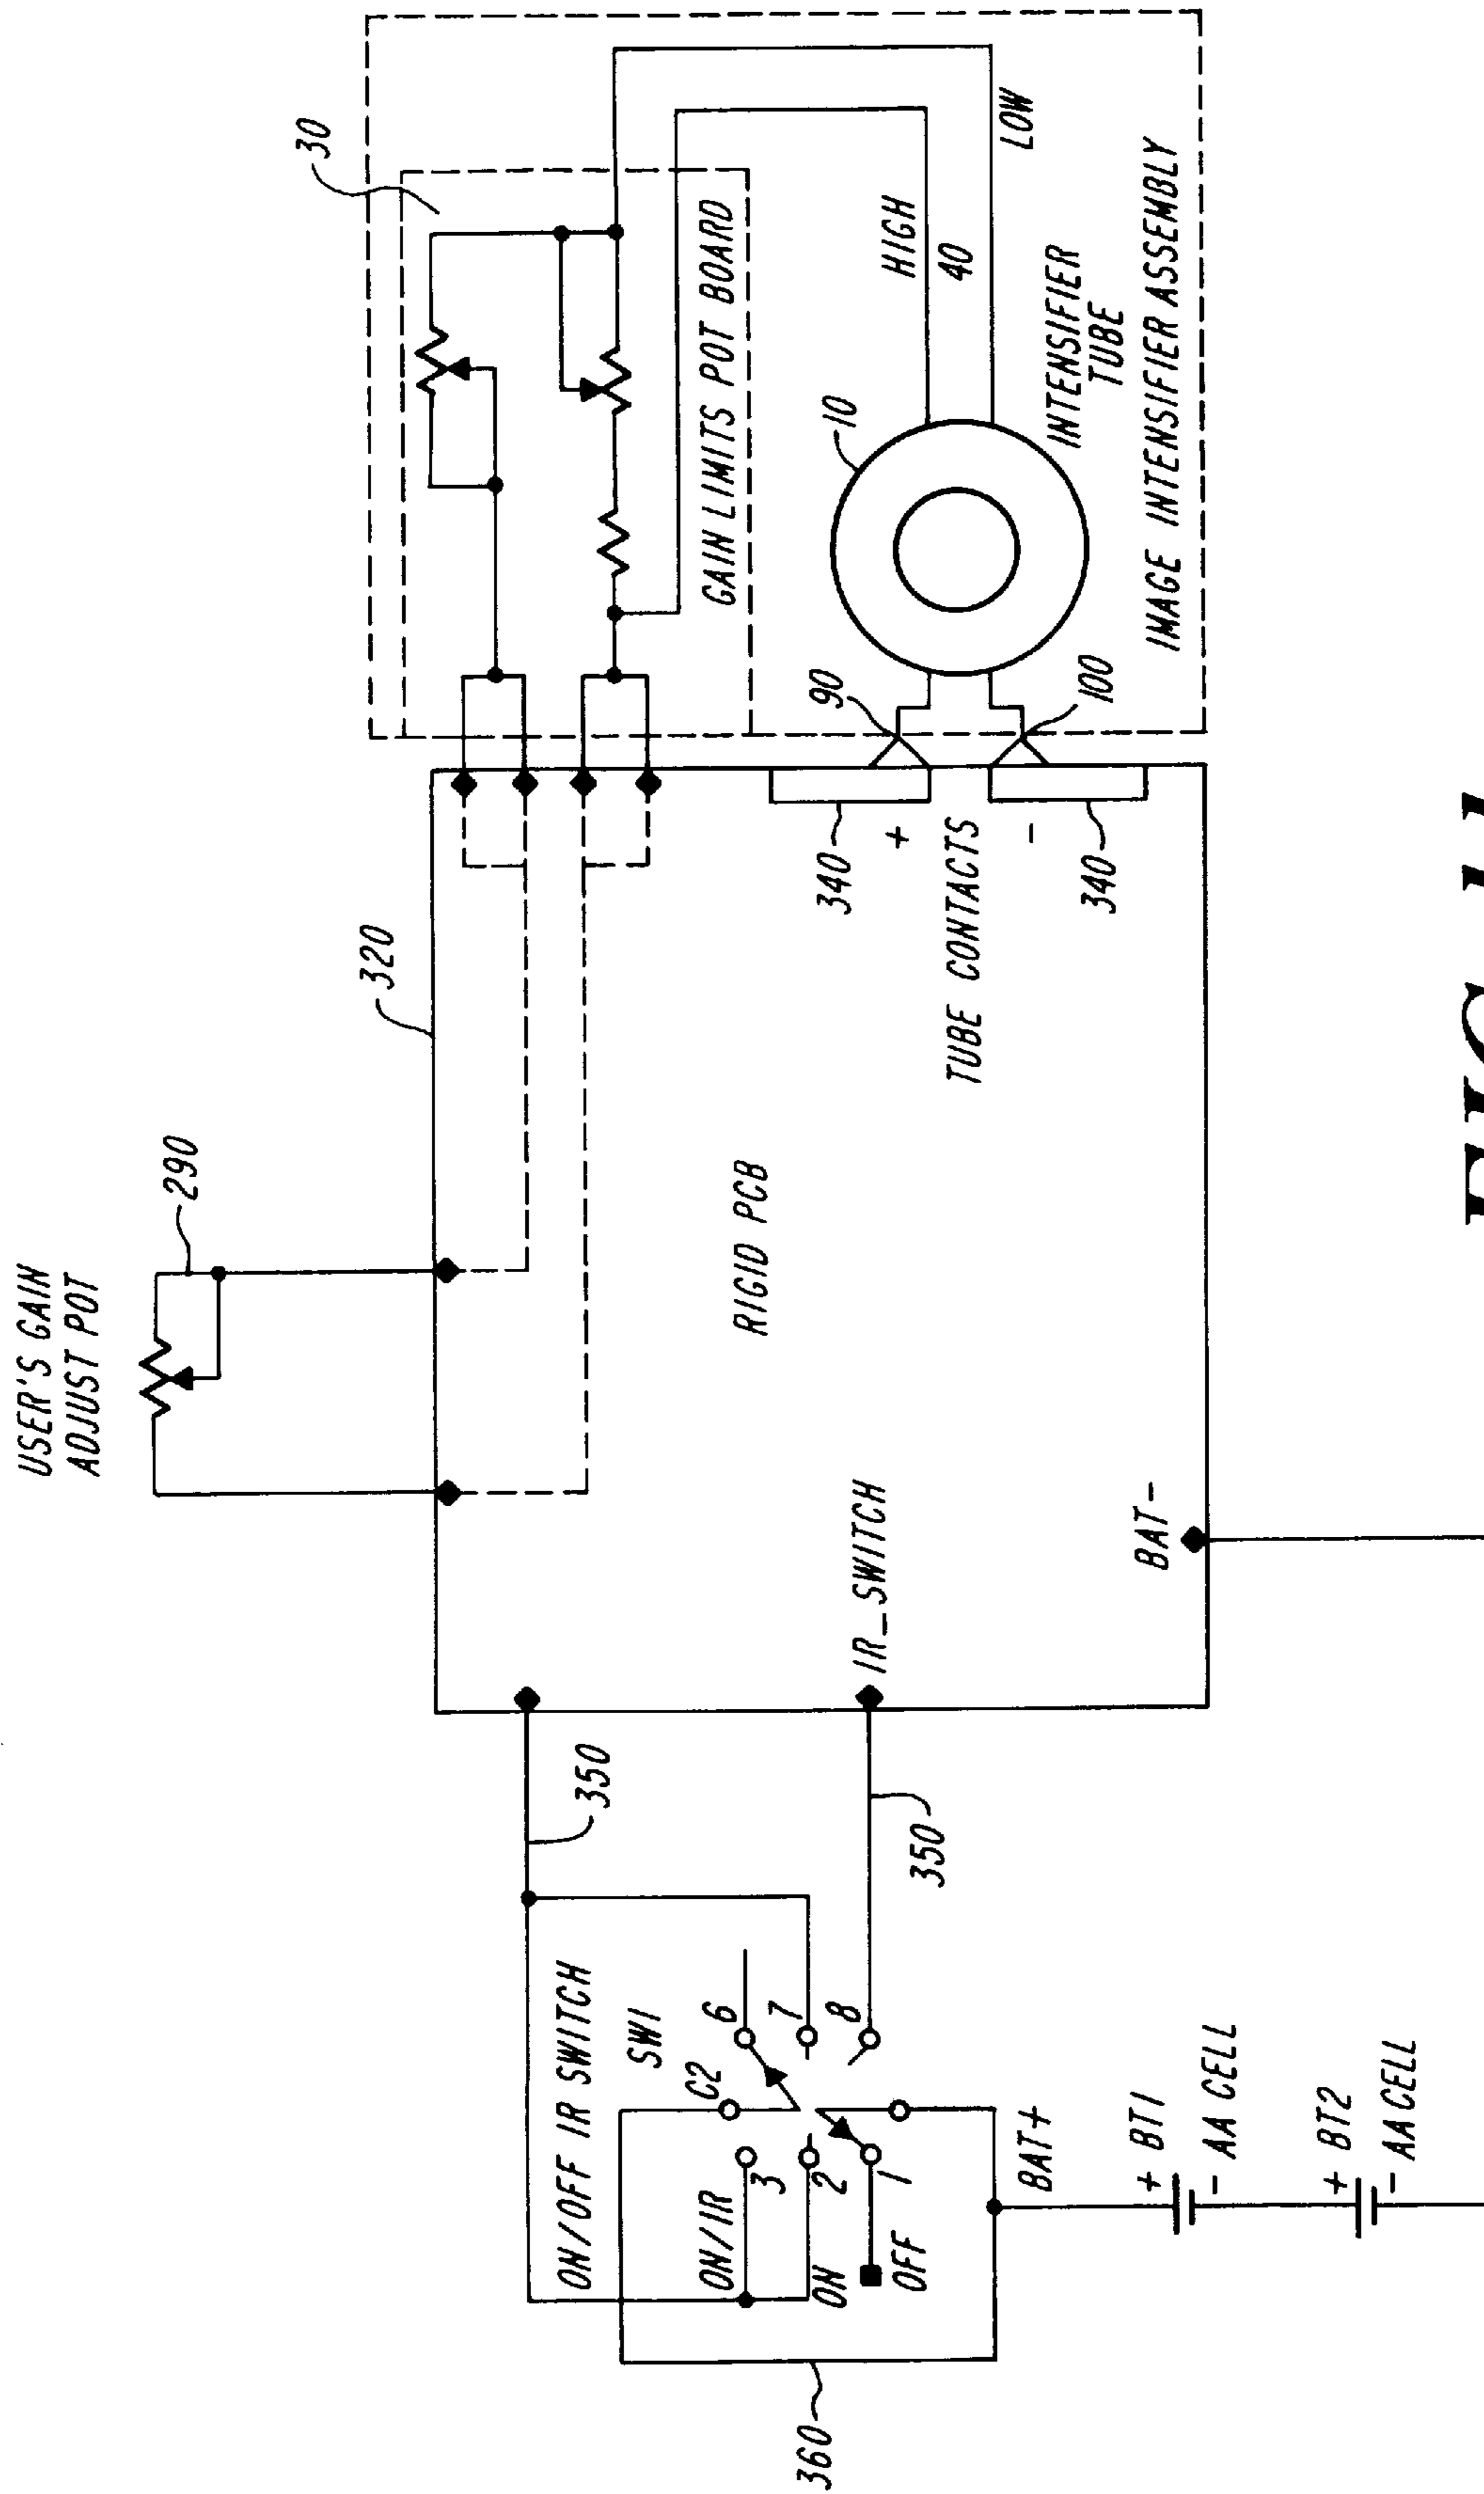 USER'S GAIN
ADJUST POT
290
320
30
GAIN LIMITS POT BOARD
HIGH
40
LOW
10
INTENSIFIER
TUBE
IMAGE INTENSIFIER ASSEMBLY
90
100
340
+
TUBE CONTACTS
-
340
RIGID PCB
IR_SWITCH
BAT-
350
350
ON/OFF IR SWITCH
SW1
C2
6
7
8
ON/IR
3
ON
2
OFF
1
360
BAT+
+ BT1
- AA CELL
+ BT2
- AA CELL